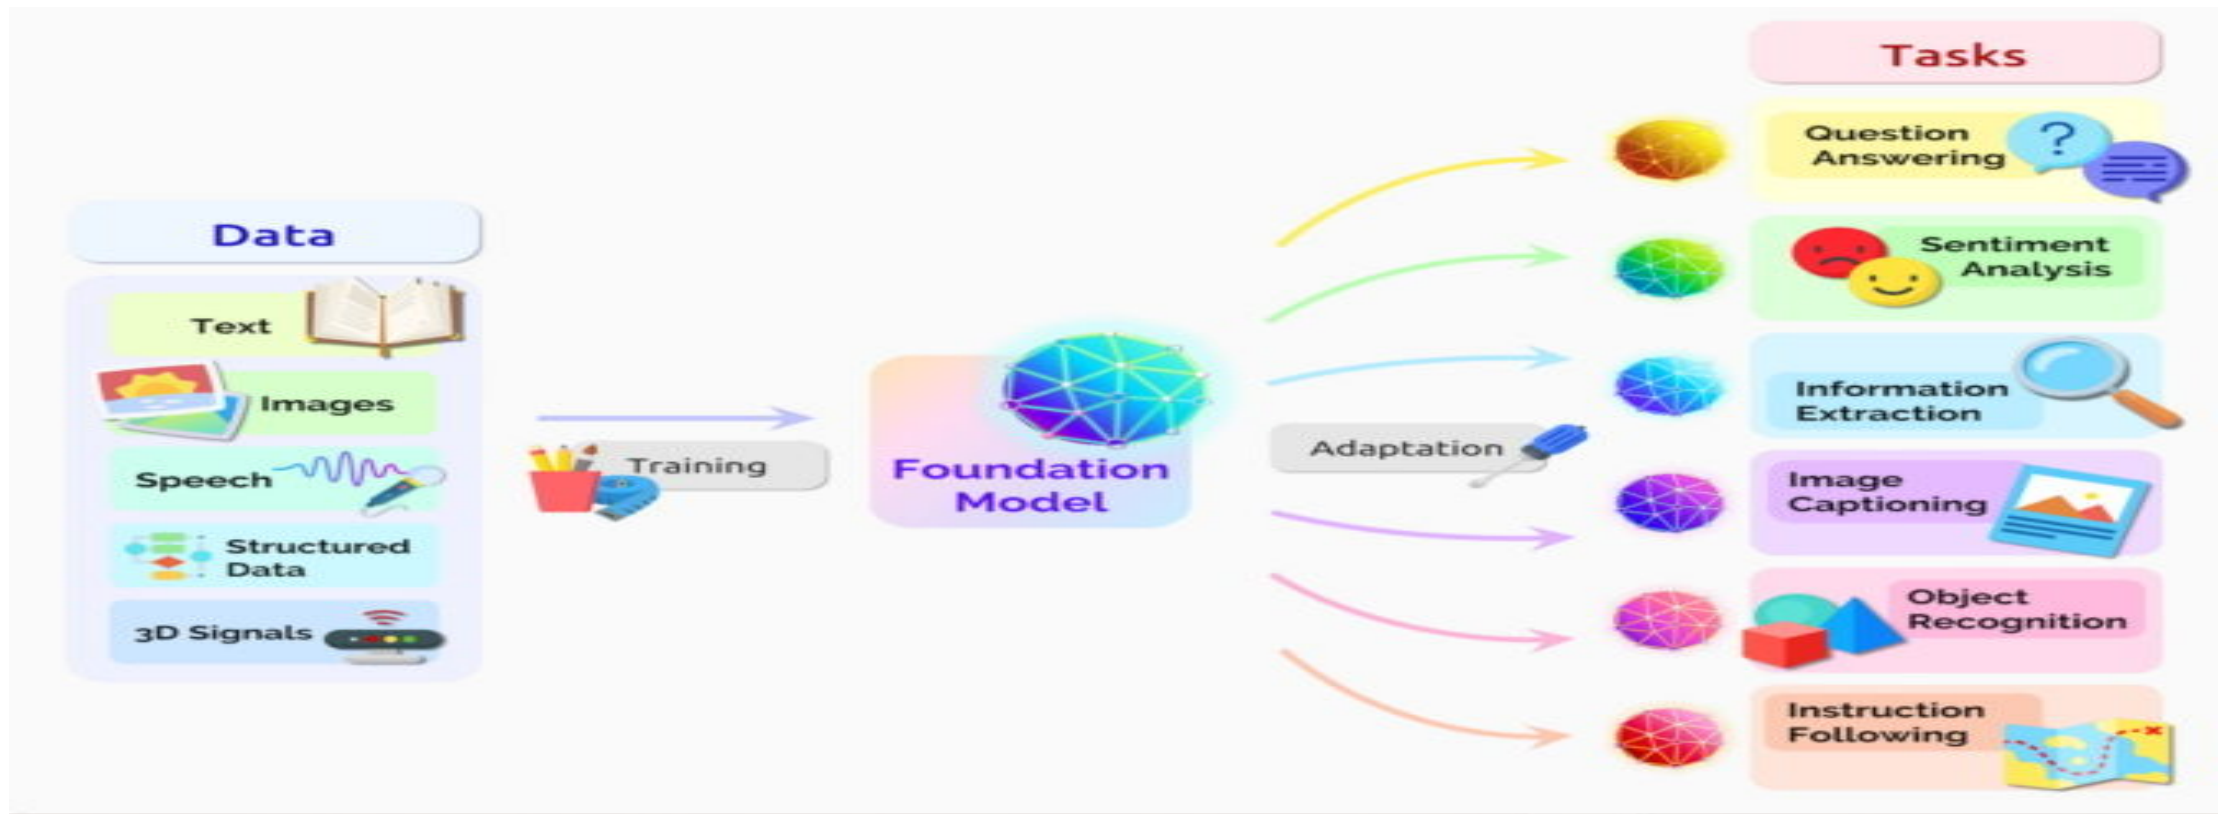 Data
Text
Images
Speech
Structured
Data
3D Signals
Training
Foundation
Model
Adaptation
Tasks
Question
Answering
?
Sentiment
Analysis
Information
Extraction
Image
Captioning
Object
Recognition
Instruction
Following